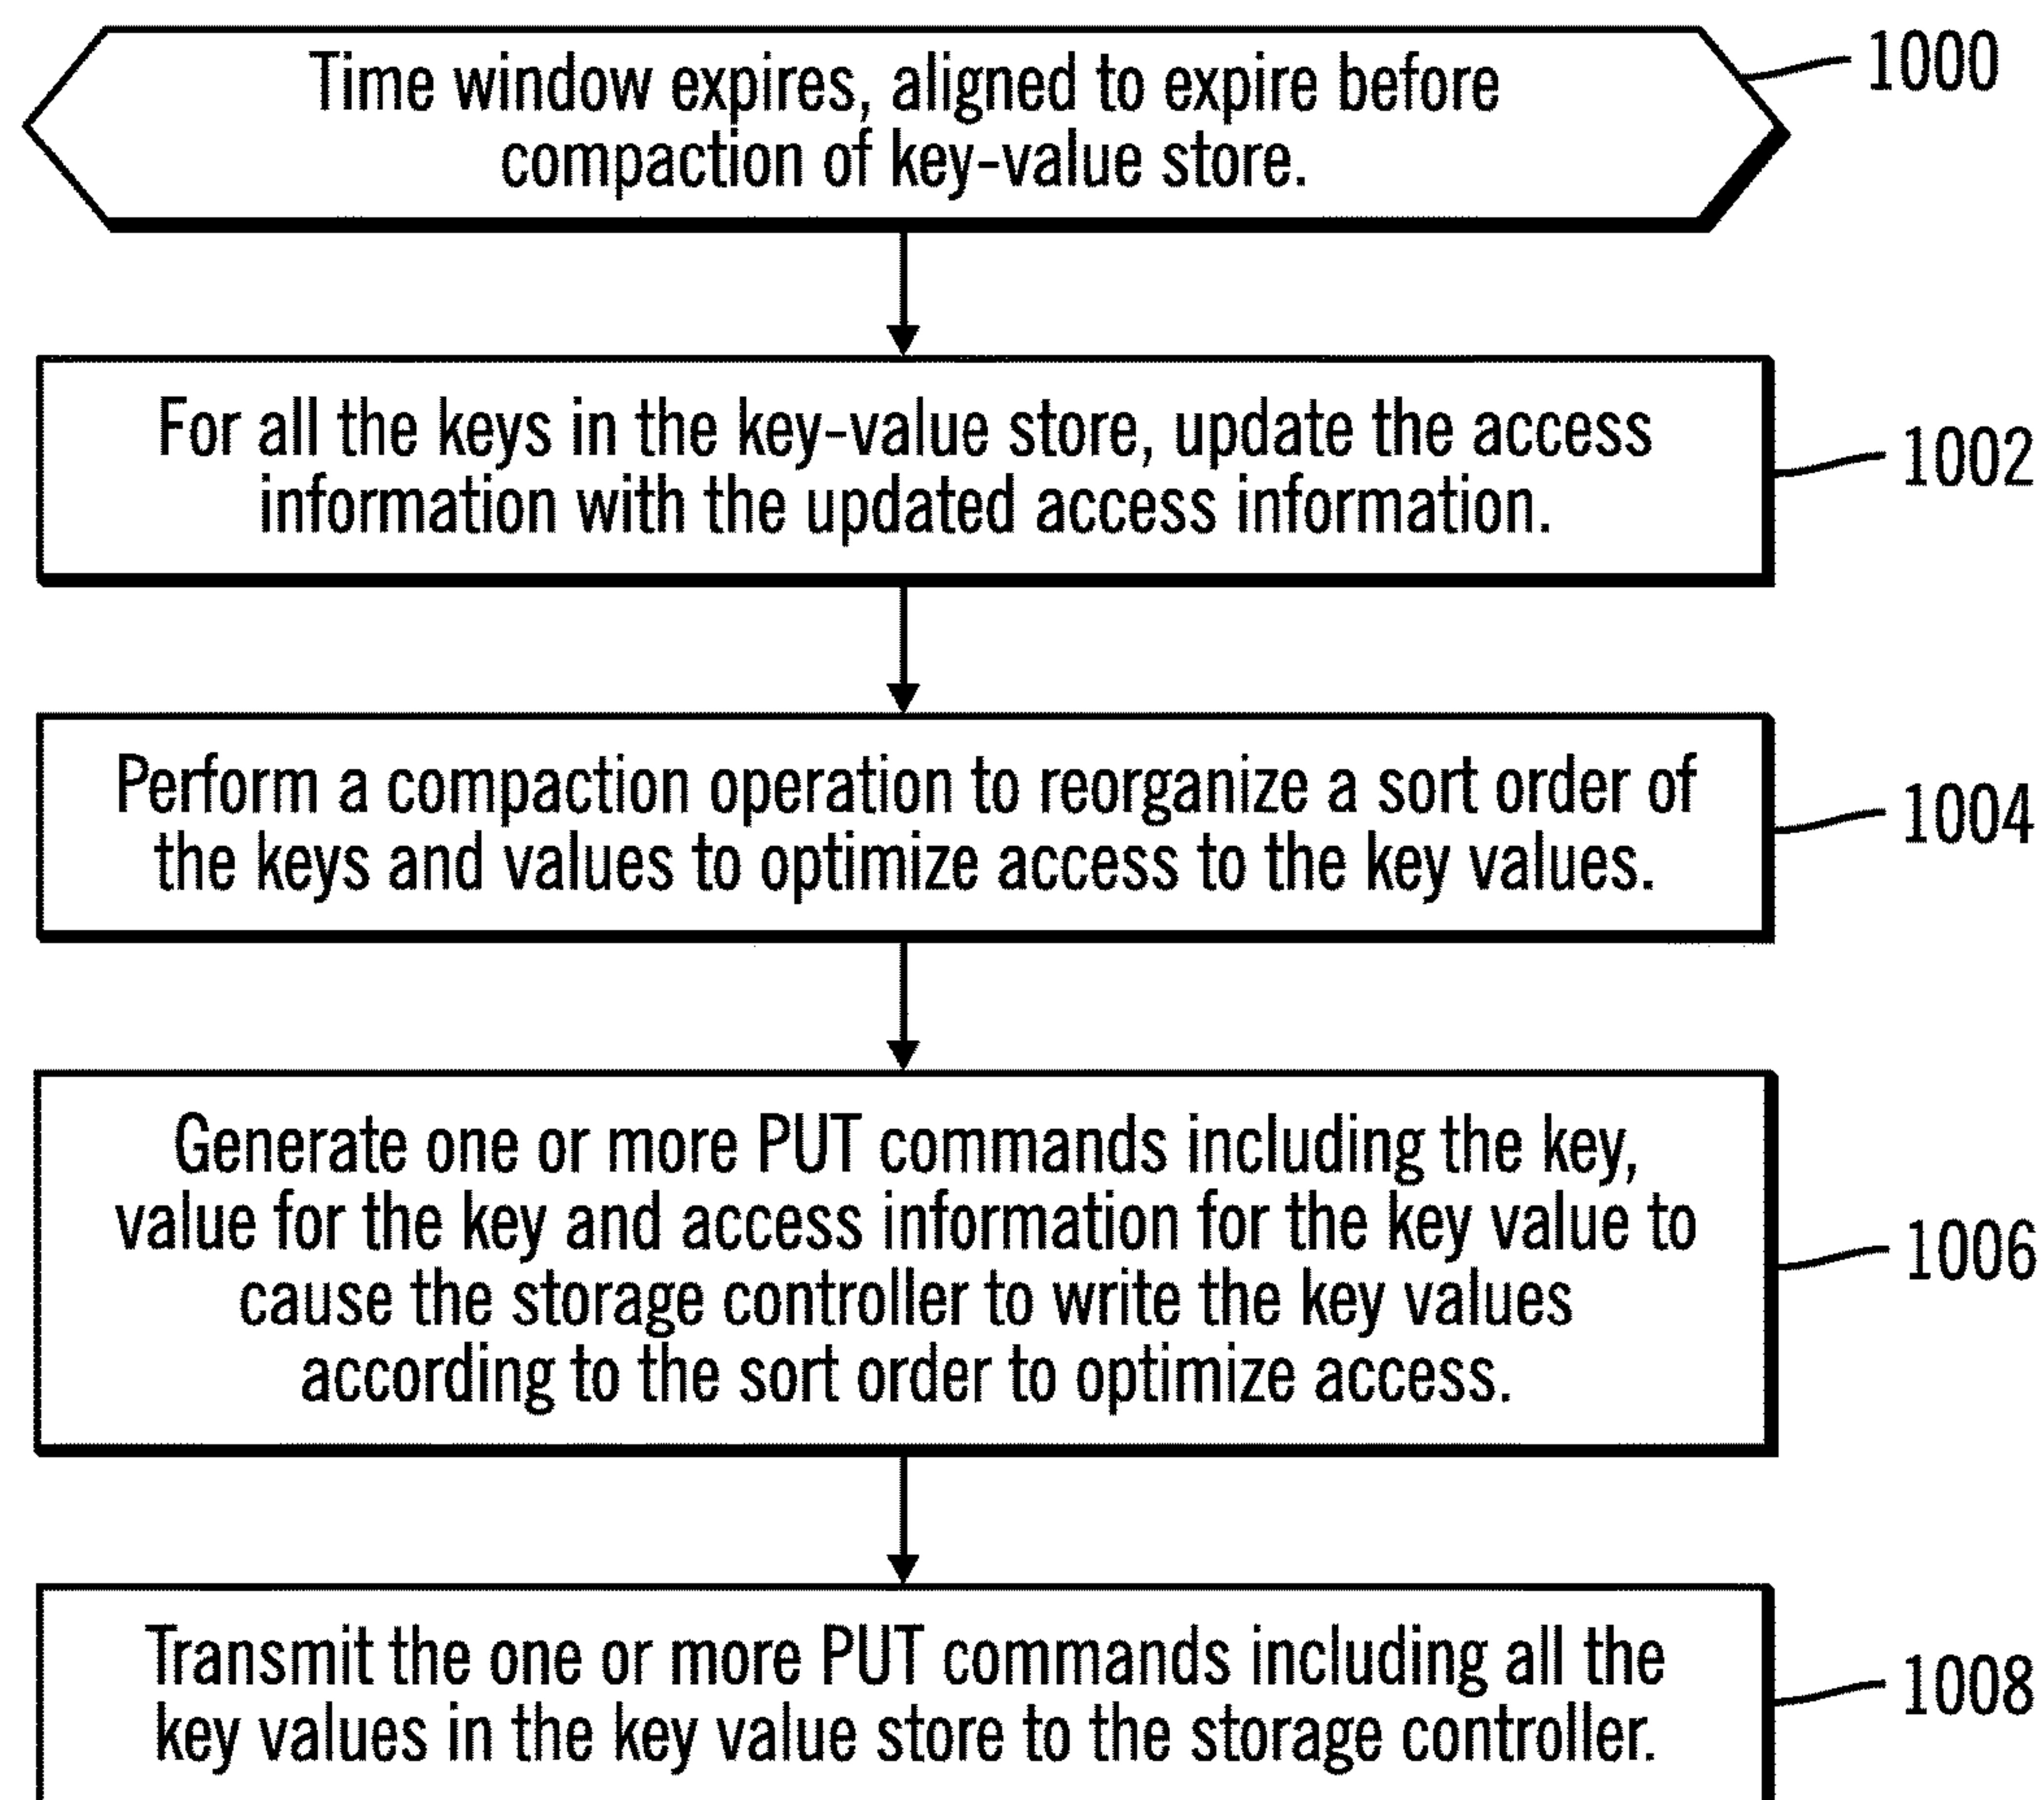 Time window expires, aligned to expire before
compaction of key-value store.
1000
For all the keys in the key-value store, update the access
information with the updated access information.
1002
Perform a compaction operation to reorganize a sort order of
the keys and values to optimize access to the key values.
1004
Generate one or more PUT commands including the key,
value for the key and access information for the key value to
cause the storage controller to write the key values
according to the sort order to optimize access.
1006
Transmit the one or more PUT commands including all the
key values in the key value store to the storage controller.
1008